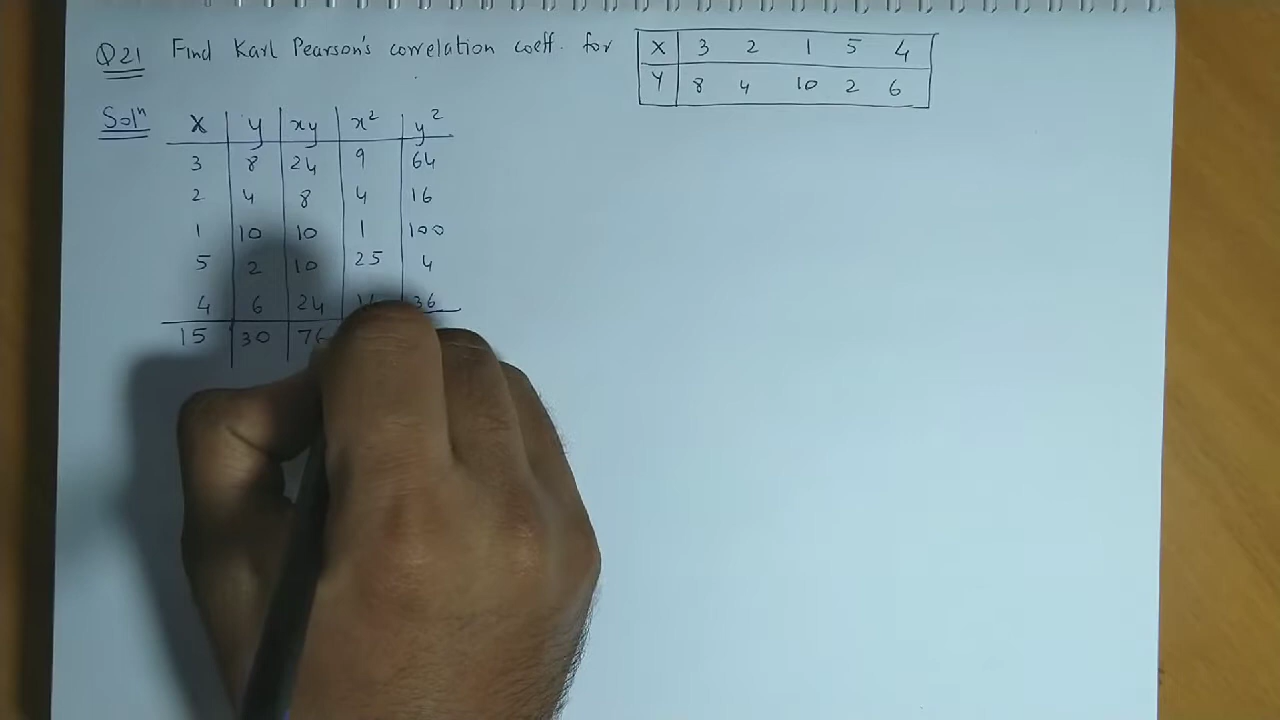 Q21 Find Karl Pearson's correlation coeff. for
X 3 2 1 5 4
Y 8 4 10 2 6
Solⁿ
x y xy x² y²
3 8 24 9 64
2 4 8 4 16
1 10 10 1 100
5 2 10 25 4
4 6 24 36
15 30 76